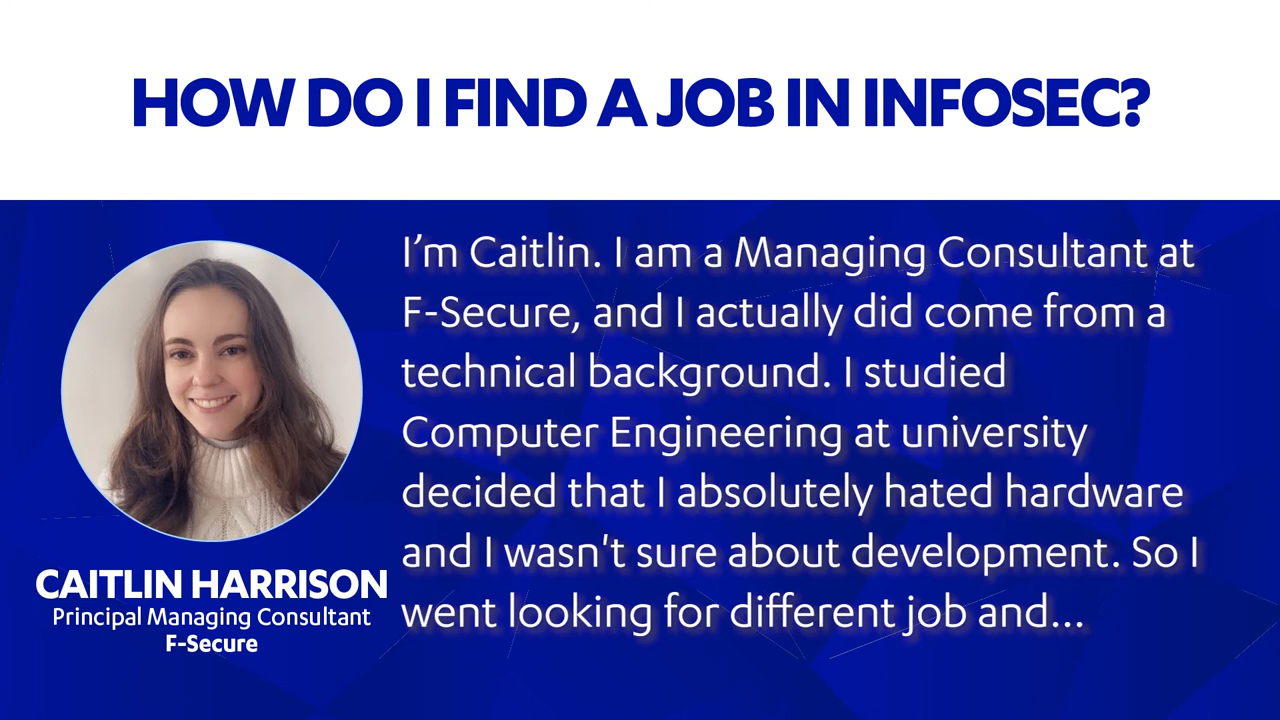 HOW DO I FIND A JOB IN INFOSEC?
I’m Caitlin. I am a Managing Consultant at
F-Secure, and I actually did come from a
technical background. I studied
Computer Engineering at university
decided that I absolutely hated hardware
and I wasn't sure about development. So I
went looking for different job and...
CAITLIN HARRISON
Principal Managing Consultant
F-Secure